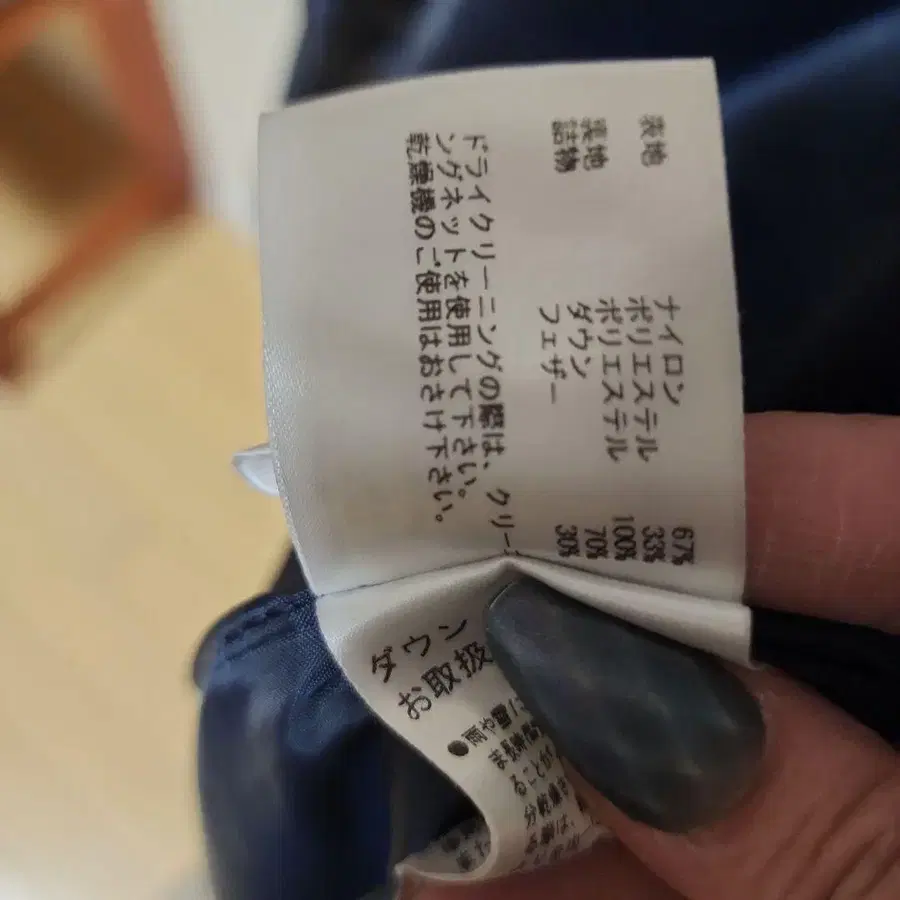 表地 ナイロン 67%
ポリエステル 33%
裏地 ポリエステル 100%
詰物 ダウン 70%
フェザー 30%
ドライクリーニングの際は、クリーニ
ングネットを使用して下さい。
乾燥機のご使用はおさけ下さい。
ダウン
お取扱
●雨や霧